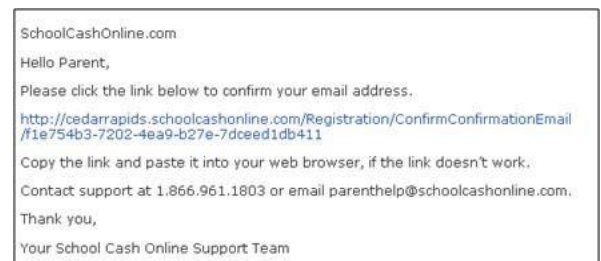 SchoolCashOnline.com
Hello Parent,
Please click the link below to confirm your email address.
http://cedarrapids.schoolcashonline.com/Registration/ConfirmConfirmationEmail
/f1e754b3-7202-4ea9-b27e-7dceed1db411
Copy the link and paste it into your web browser, if the link doesn't work.
Contact support at 1.866.961.1803 or email parenthelp@schoolcashonline.com.
Thank you,
Your School Cash Online Support Team